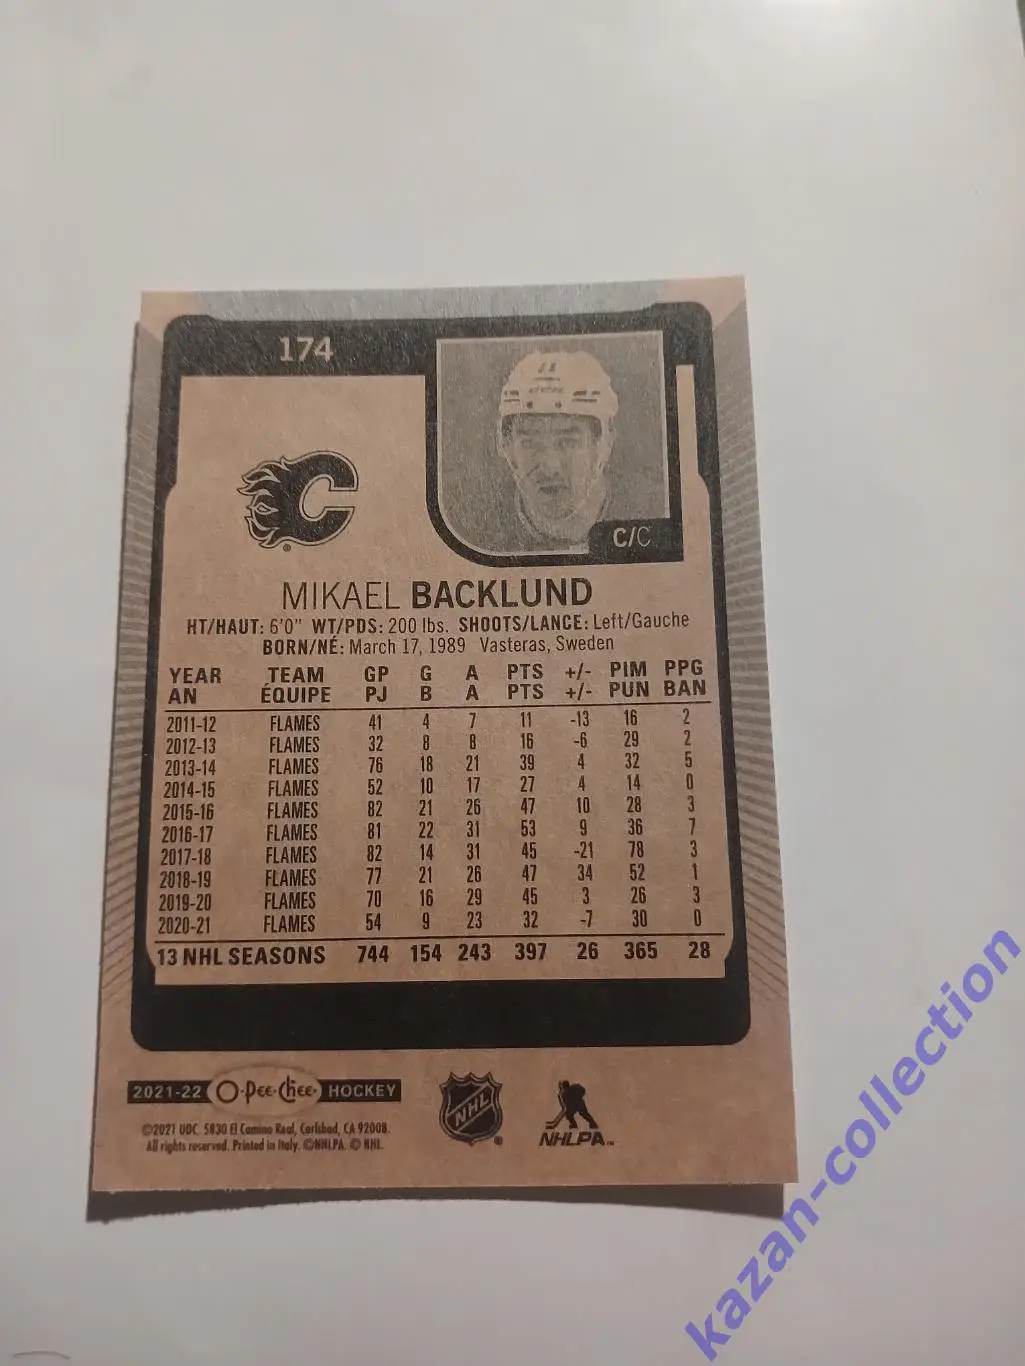 174
C/C
MIKAEL BACKLUND
HT/HAUT: 6'0" WT/PDS: 200 lbs. SHOOTS/LANCE: Left/Gauche
BORN/NÉ: March 17, 1989 Vasteras, Sweden
YEAR TEAM GP G A PTS +/- PIM PPG
AN ÉQUIPE PJ B A PTS +/- PUN BAN
2011-12 FLAMES 41 4 7 11 -13 16 2
2012-13 FLAMES 32 8 8 16 -6 29 2
2013-14 FLAMES 76 18 21 39 4 32 5
2014-15 FLAMES 52 10 17 27 4 14 0
2015-16 FLAMES 82 21 26 47 10 28 3
2016-17 FLAMES 81 22 31 53 9 36 7
2017-18 FLAMES 82 14 31 45 -21 78 3
2018-19 FLAMES 77 21 26 47 34 52 1
2019-20 FLAMES 70 16 29 45 3 26 3
2020-21 FLAMES 54 9 23 32 -7 30 0
13 NHL SEASONS 744 154 243 397 26 365 28
2021-22 O-Pee-Chee HOCKEY
©2021 UDC. 5830 El Camino Real, Carlsbad, CA 92008.
All rights reserved. Printed in Italy. ©NHLPA. © NHL.
NHL ®
NHLPA™
kazan-collection